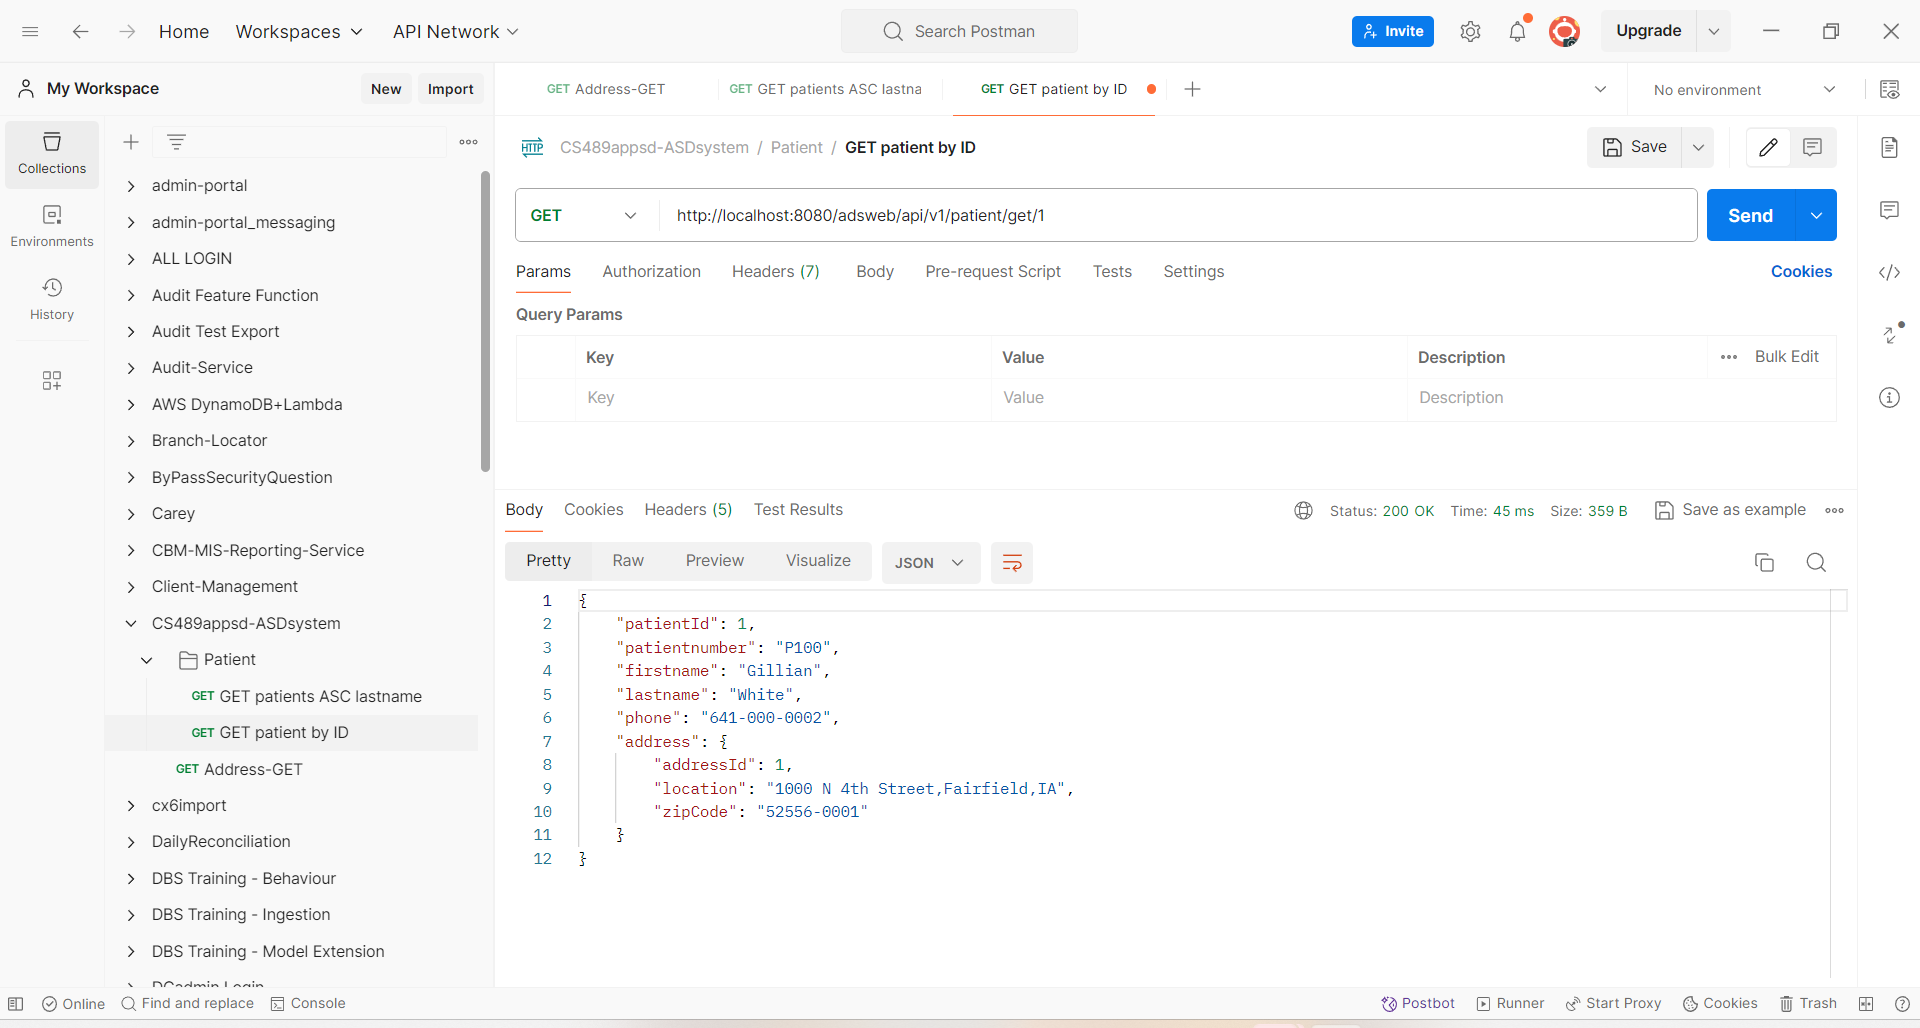 Home Workspaces API Network Search Postman Invite Upgrade
My Workspace New Import
GET Address-GET GET GET patients ASC lastna GET GET patient by ID No environment
Collections
Environments
History
admin-portal
admin-portal_messaging
ALL LOGIN
Audit Feature Function
Audit Test Export
Audit-Service
AWS DynamoDB+Lambda
Branch-Locator
ByPassSecurityQuestion
Carey
CBM-MIS-Reporting-Service
Client-Management
CS489appsd-ASDsystem
Patient
GET GET patients ASC lastname
GET GET patient by ID
GET Address-GET
cx6import
DailyReconciliation
DBS Training - Behaviour
DBS Training - Ingestion
DBS Training - Model Extension
DCadmin Login
HTTP CS489appsd-ASDsystem / Patient / GET patient by ID Save
GET http://localhost:8080/adsweb/api/v1/patient/get/1 Send
Params Authorization Headers (7) Body Pre-request Script Tests Settings Cookies
Query Params
Key Value Description Bulk Edit
Key Value Description
Body Cookies Headers (5) Test Results Status: 200 OK Time: 45 ms Size: 359 B Save as example
Pretty Raw Preview Visualize JSON
1 {
2 "patientId": 1,
3 "patientnumber": "P100",
4 "firstname": "Gillian",
5 "lastname": "White",
6 "phone": "641-000-0002",
7 "address": {
8 "addressId": 1,
9 "location": "1000 N 4th Street,Fairfield,IA",
10 "zipCode": "52556-0001"
11 }
12 }
Online Find and replace Console Postbot Runner Start Proxy Cookies Trash